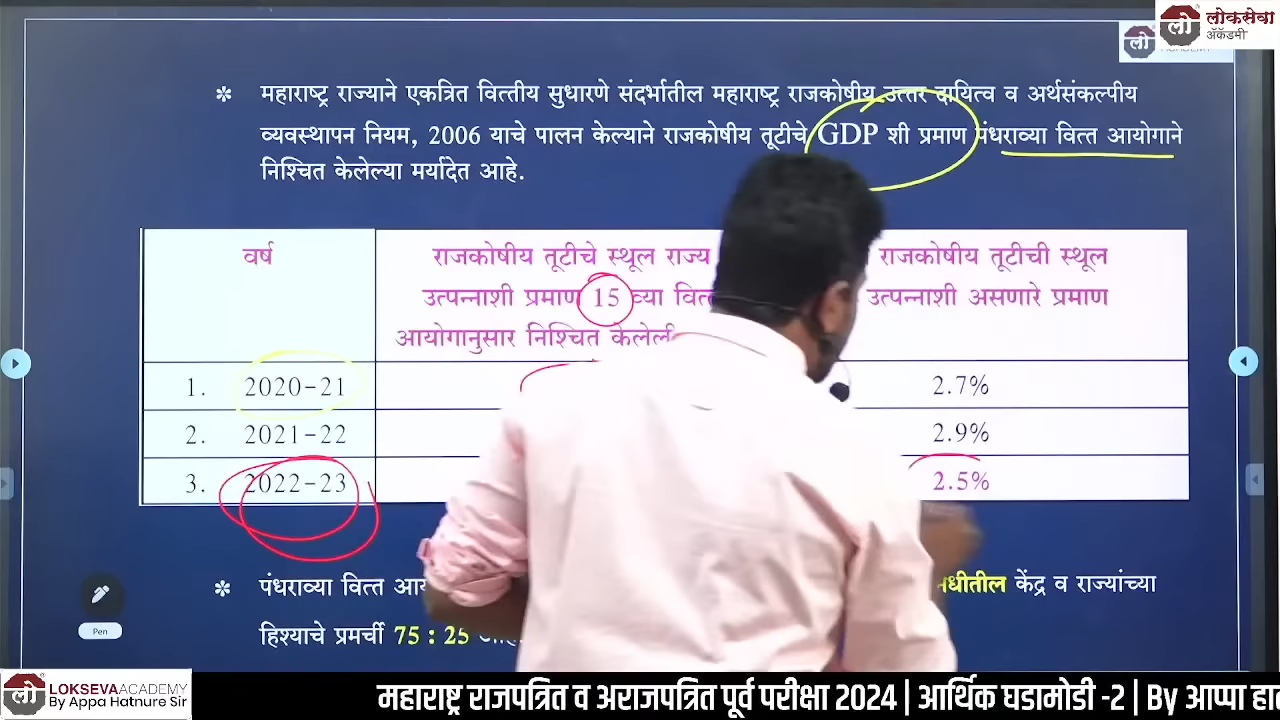 लो लोकसेवा
अ‍ॅकॅडमी
लो
* महाराष्ट्र राज्याने एकत्रित वित्तीय सुधारणे संदर्भातील महाराष्ट्र राजकोषीय उत्तर दायित्व व अर्थसंकल्पीय
व्यवस्थापन नियम, 2006 याचे पालन केल्याने राजकोषीय तूटीचे GDP शी प्रमाण पंधराव्या वित्त आयोगाने
निश्चित केलेल्या मर्यादेत आहे.
वर्ष राजकोषीय तूटीचे स्थूल राज्य राजकोषीय तूटीची स्थूल
उत्पन्नाशी प्रमाण 15 व्या उत्पन्नाशी असणारे प्रमाण
आयोगानुसार निश्चित
1. 2020-21 2.7%
2. 2021-22 2.9%
3. 2022-23 2.5%
* पंधराव्या वित्त केंद्र व राज्यांच्या
हिश्याचे प्रमर्ची 75 : 25
Pen
लो LOKSEVA ACADEMY
By Appa Hatnure Sir
महाराष्ट्र राजपत्रित व अराजपत्रित पूर्व परीक्षा 2024 | आर्थिक घडामोडी -2 | By आप्पा